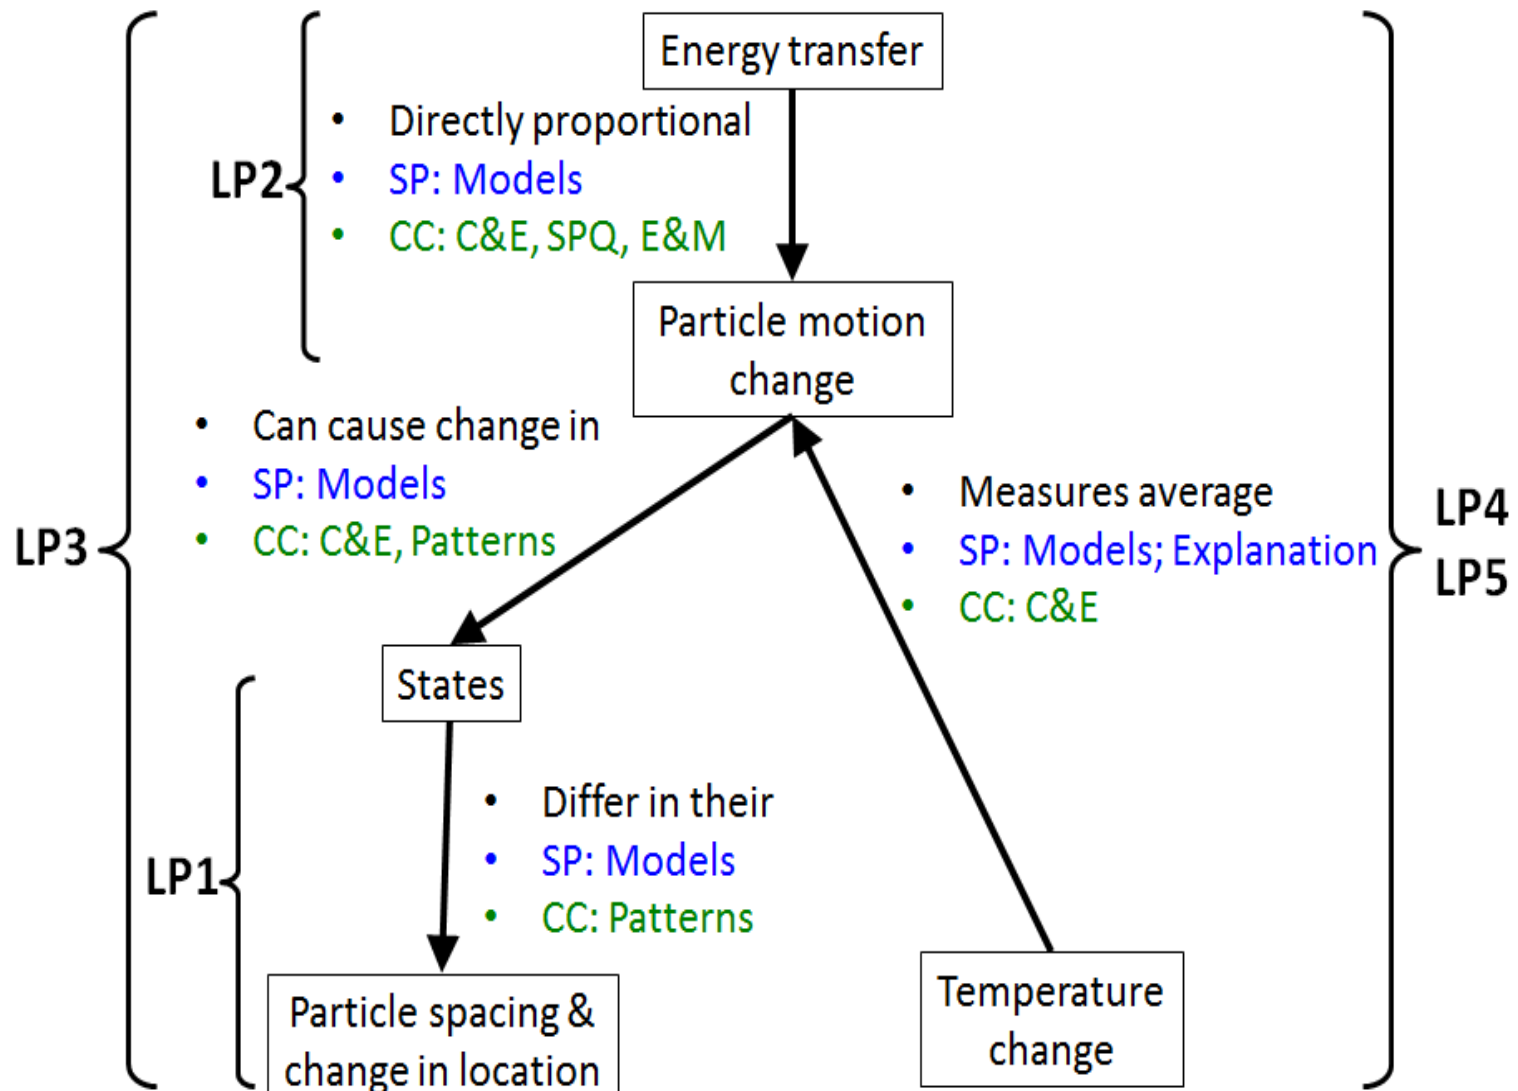 Energy transfer
• Directly proportional
• SP: Models
• CC: C&E, SPQ, E&M
LP2
Particle motion
change
• Can cause change in
• SP: Models
• CC: C&E, Patterns
• Measures average
• SP: Models; Explanation
• CC: C&E
LP3
LP4
LP5
States
• Differ in their
• SP: Models
• CC: Patterns
LP1
Particle spacing &
change in location
Temperature
change